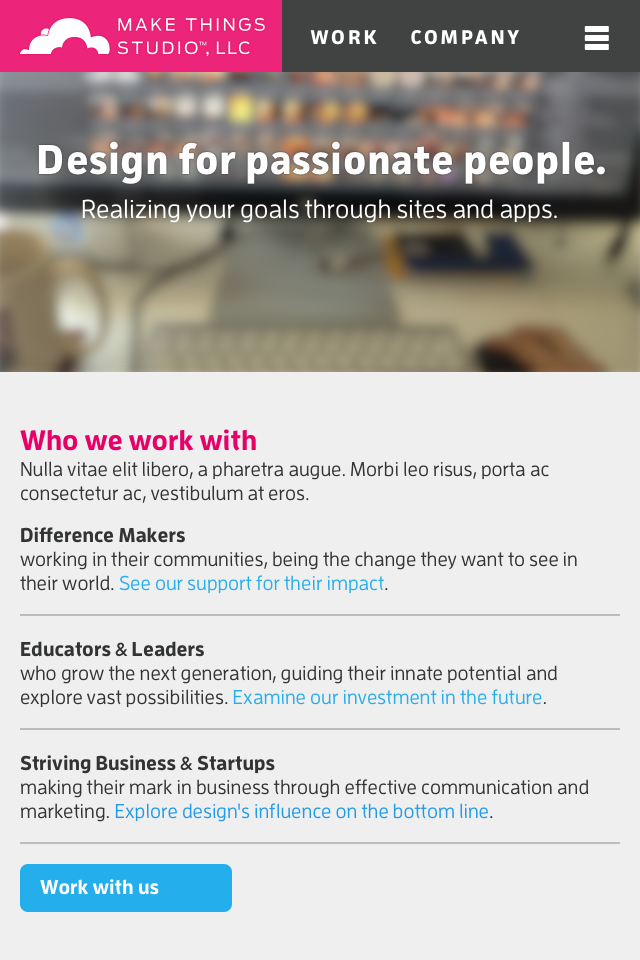 MAKE THINGS
STUDIO™, LLC
WORK COMPANY
Design for passionate people.
Realizing your goals through sites and apps.
Who we work with
Nulla vitae elit libero, a pharetra augue. Morbi leo risus, porta ac
consectetur ac, vestibulum at eros.
Difference Makers
working in their communities, being the change they want to see in
their world. See our support for their impact.
Educators & Leaders
who grow the next generation, guiding their innate potential and
explore vast possibilities. Examine our investment in the future.
Striving Business & Startups
making their mark in business through effective communication and
marketing. Explore design's influence on the bottom line.
Work with us